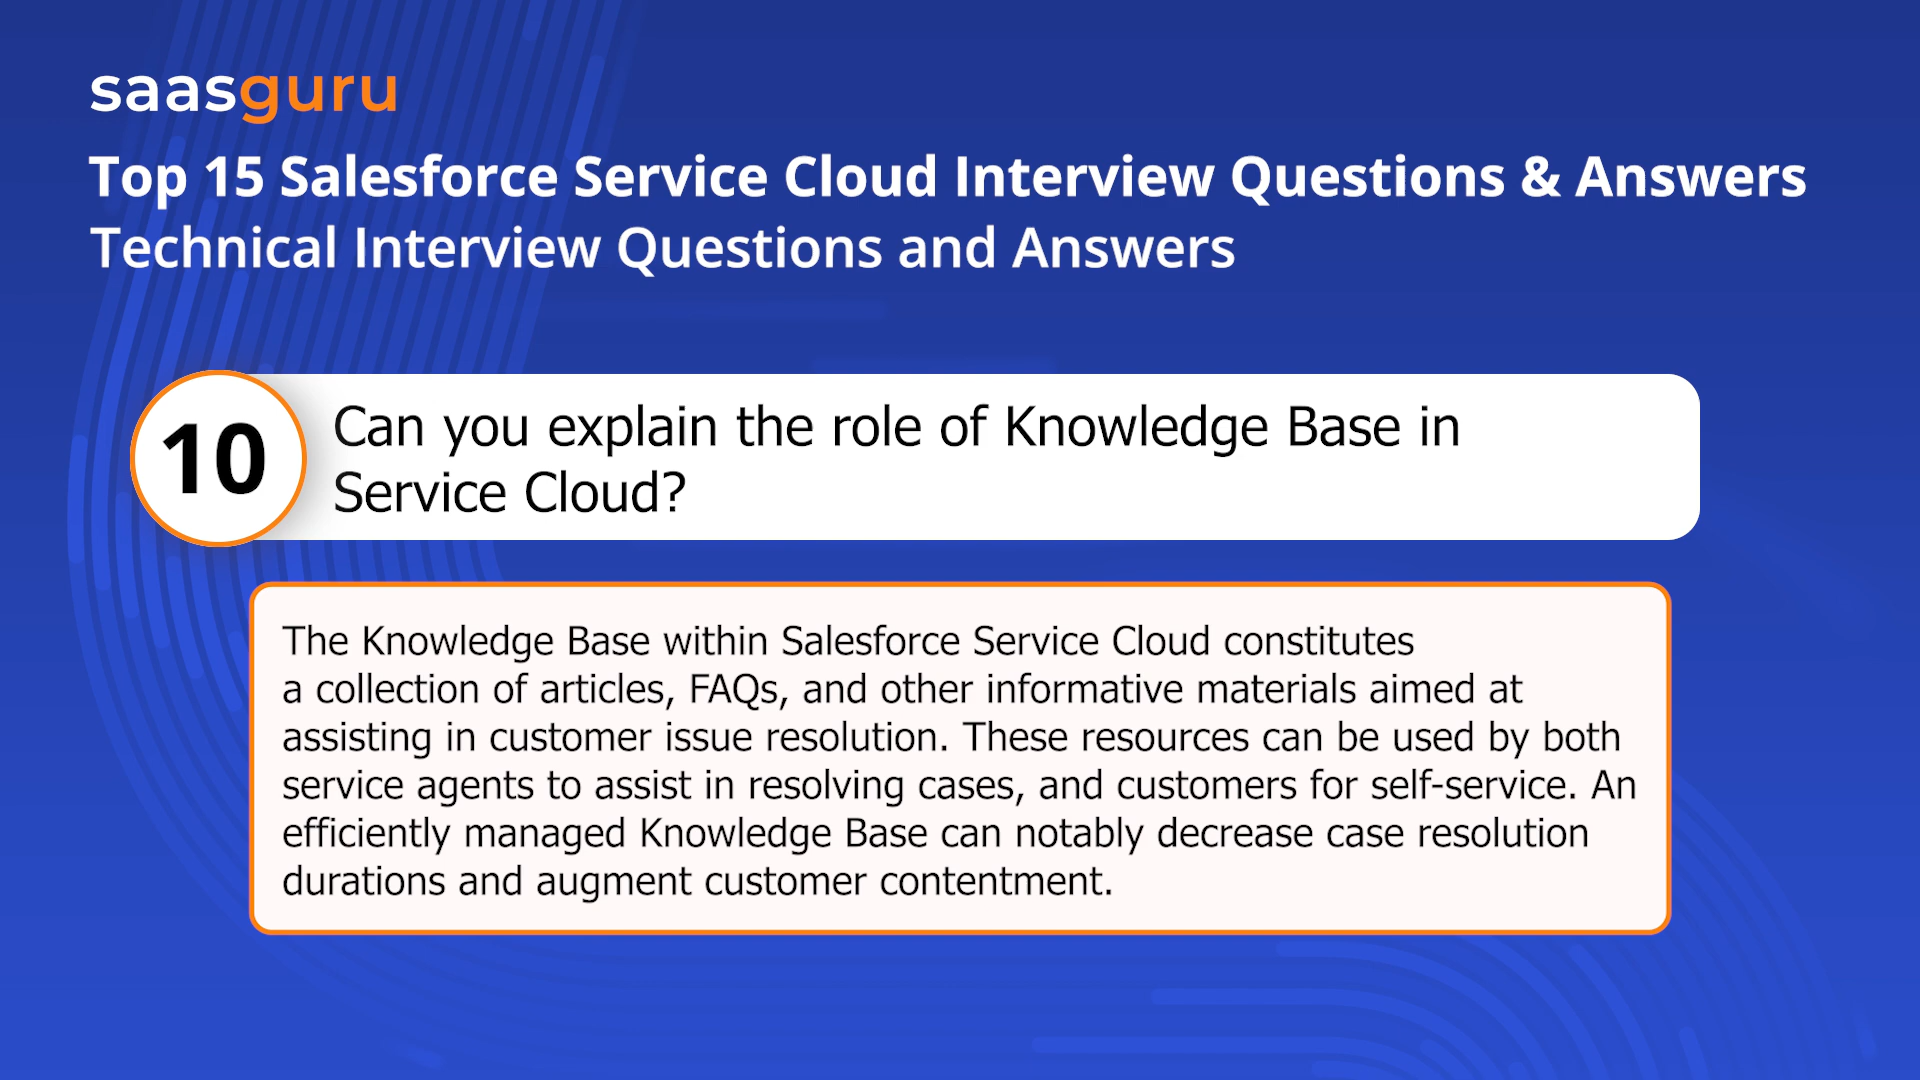 saasguru
Top 15 Salesforce Service Cloud Interview Questions & Answers
Technical Interview Questions and Answers
10
Can you explain the role of Knowledge Base in
Service Cloud?
The Knowledge Base within Salesforce Service Cloud constitutes
a collection of articles, FAQs, and other informative materials aimed at
assisting in customer issue resolution. These resources can be used by both
service agents to assist in resolving cases, and customers for self-service. An
efficiently managed Knowledge Base can notably decrease case resolution
durations and augment customer contentment.